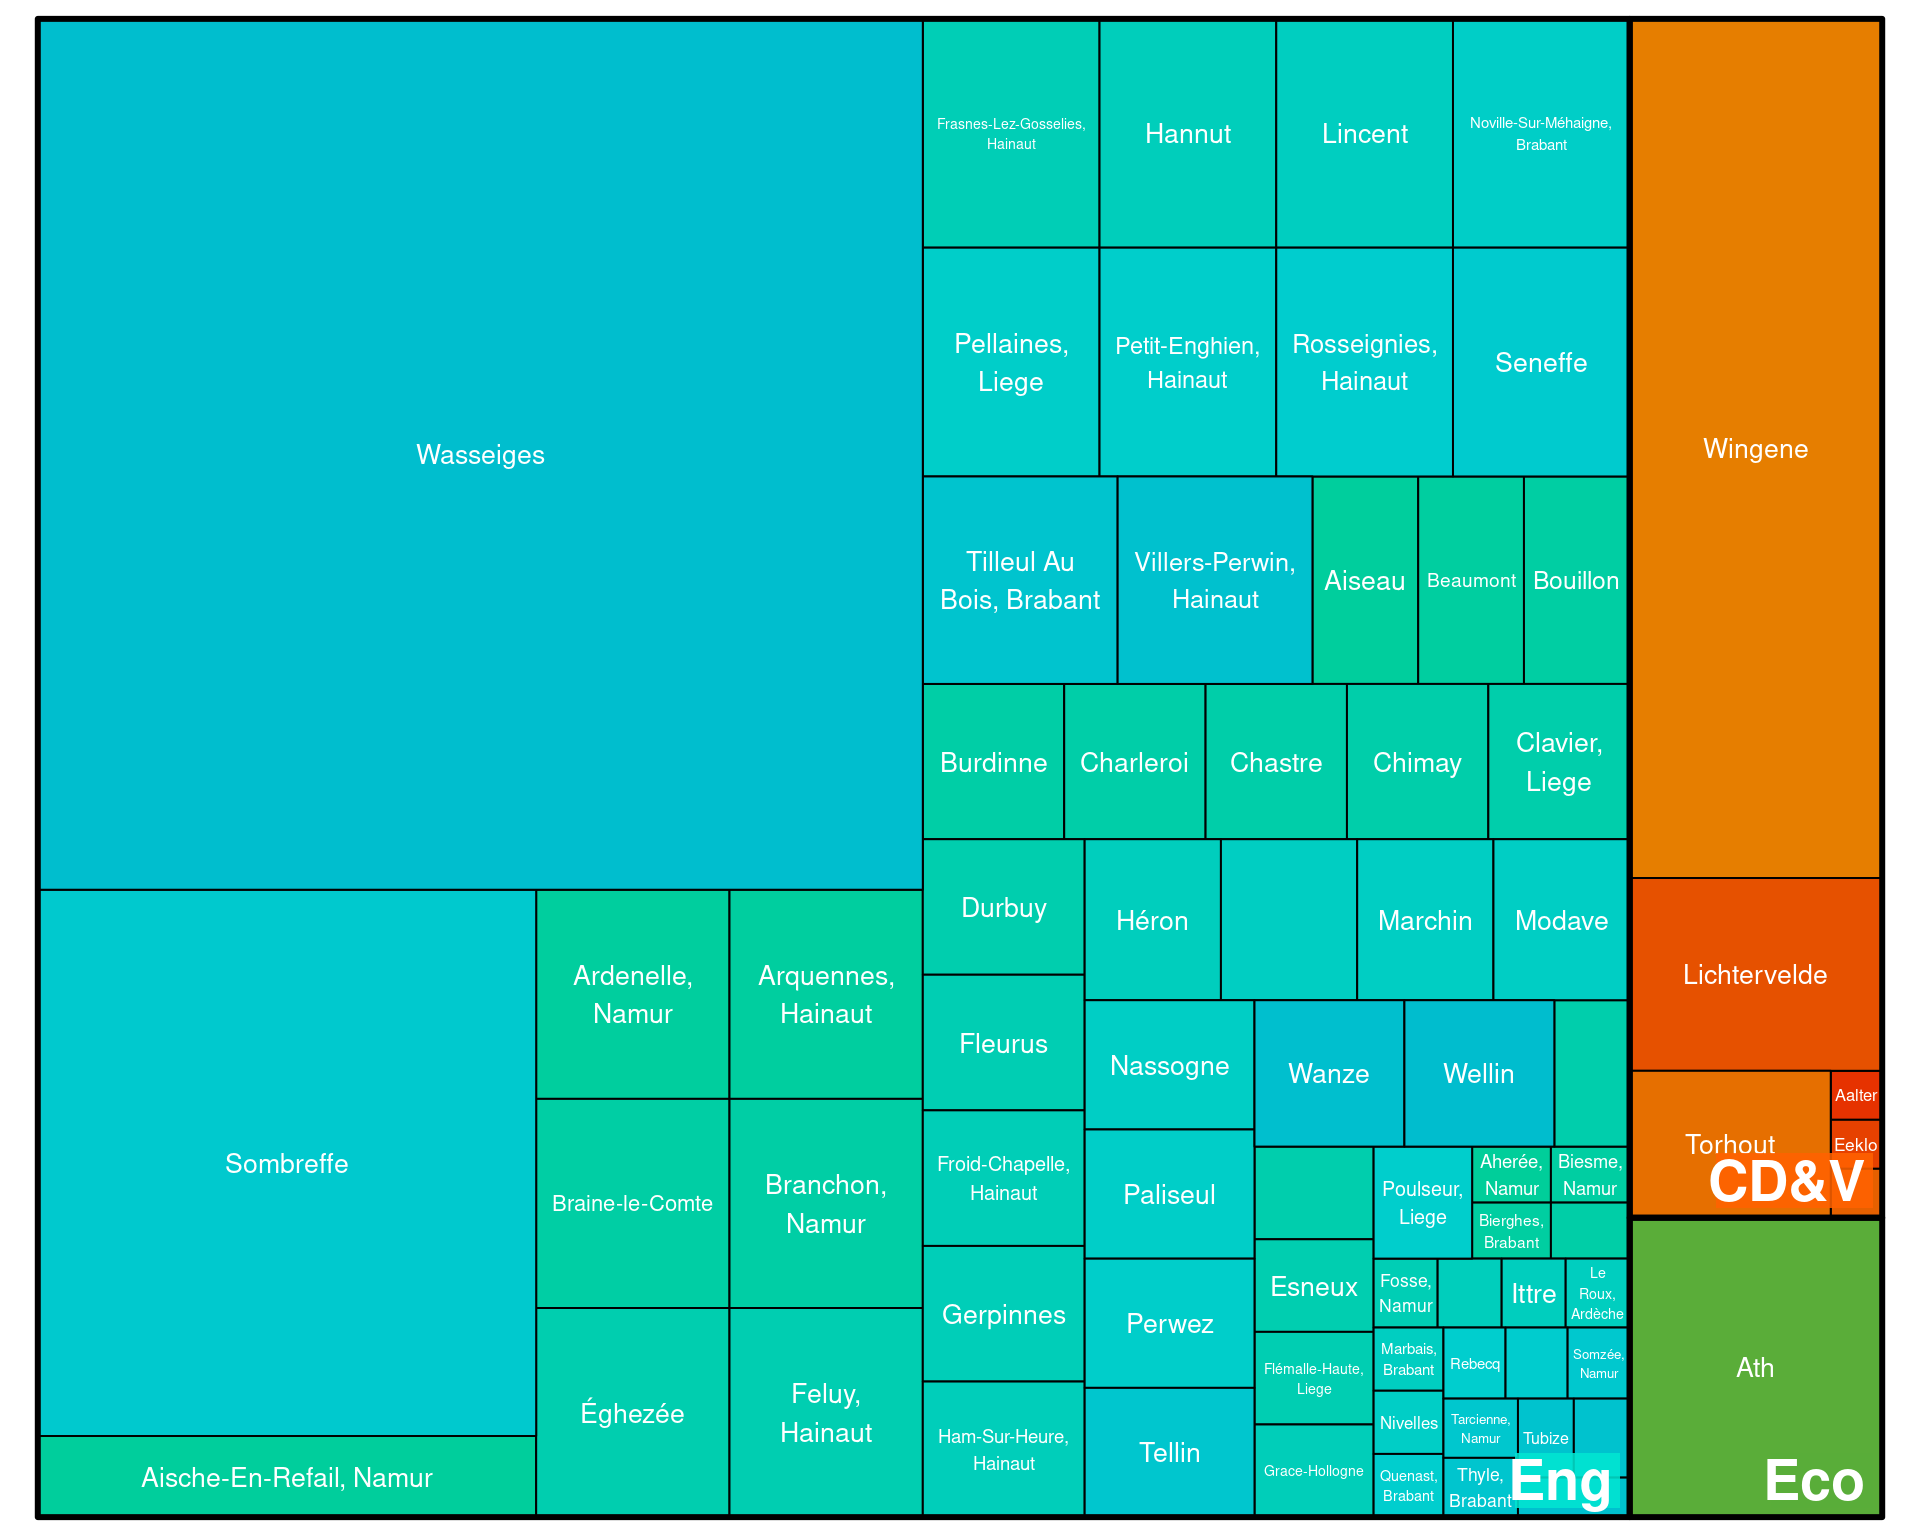 Wasseiges
Frasnes-Lez-Gosselies,
Hainaut
Hannut
Lincent
Noville-Sur-Méhaigne,
Brabant
Pellaines,
Liege
Petit-Enghien,
Hainaut
Rosseignies,
Hainaut
Seneffe
Tilleul Au
Bois, Brabant
Villers-Perwin,
Hainaut
Aiseau
Beaumont
Bouillon
Burdinne
Charleroi
Chastre
Chimay
Clavier,
Liege
Durbuy
Héron
Marchin
Modave
Fleurus
Nassogne
Wanze
Wellin
Froid-Chapelle,
Hainaut
Paliseul
Poulseur,
Liege
Aherée,
Namur
Biesme,
Namur
Bierghes,
Brabant
Gerpinnes
Perwez
Esneux
Fosse,
Namur
Ittre
Le
Roux,
Ardèche
Flémalle-Haute,
Liege
Marbais,
Brabant
Rebecq
Somzée,
Namur
Ham-Sur-Heure,
Hainaut
Tellin
Grace-Hollogne
Nivelles
Tarcienne,
Namur
Tubize
Quenast,
Brabant
Thyle,
Brabant
Eng
Sombreffe
Ardenelle,
Namur
Arquennes,
Hainaut
Braine-le-Comte
Branchon,
Namur
Éghezée
Feluy,
Hainaut
Aische-En-Refail, Namur
Wingene
Lichtervelde
Torhout
Aalter
Eeklo
CD&V
Ath
Eco